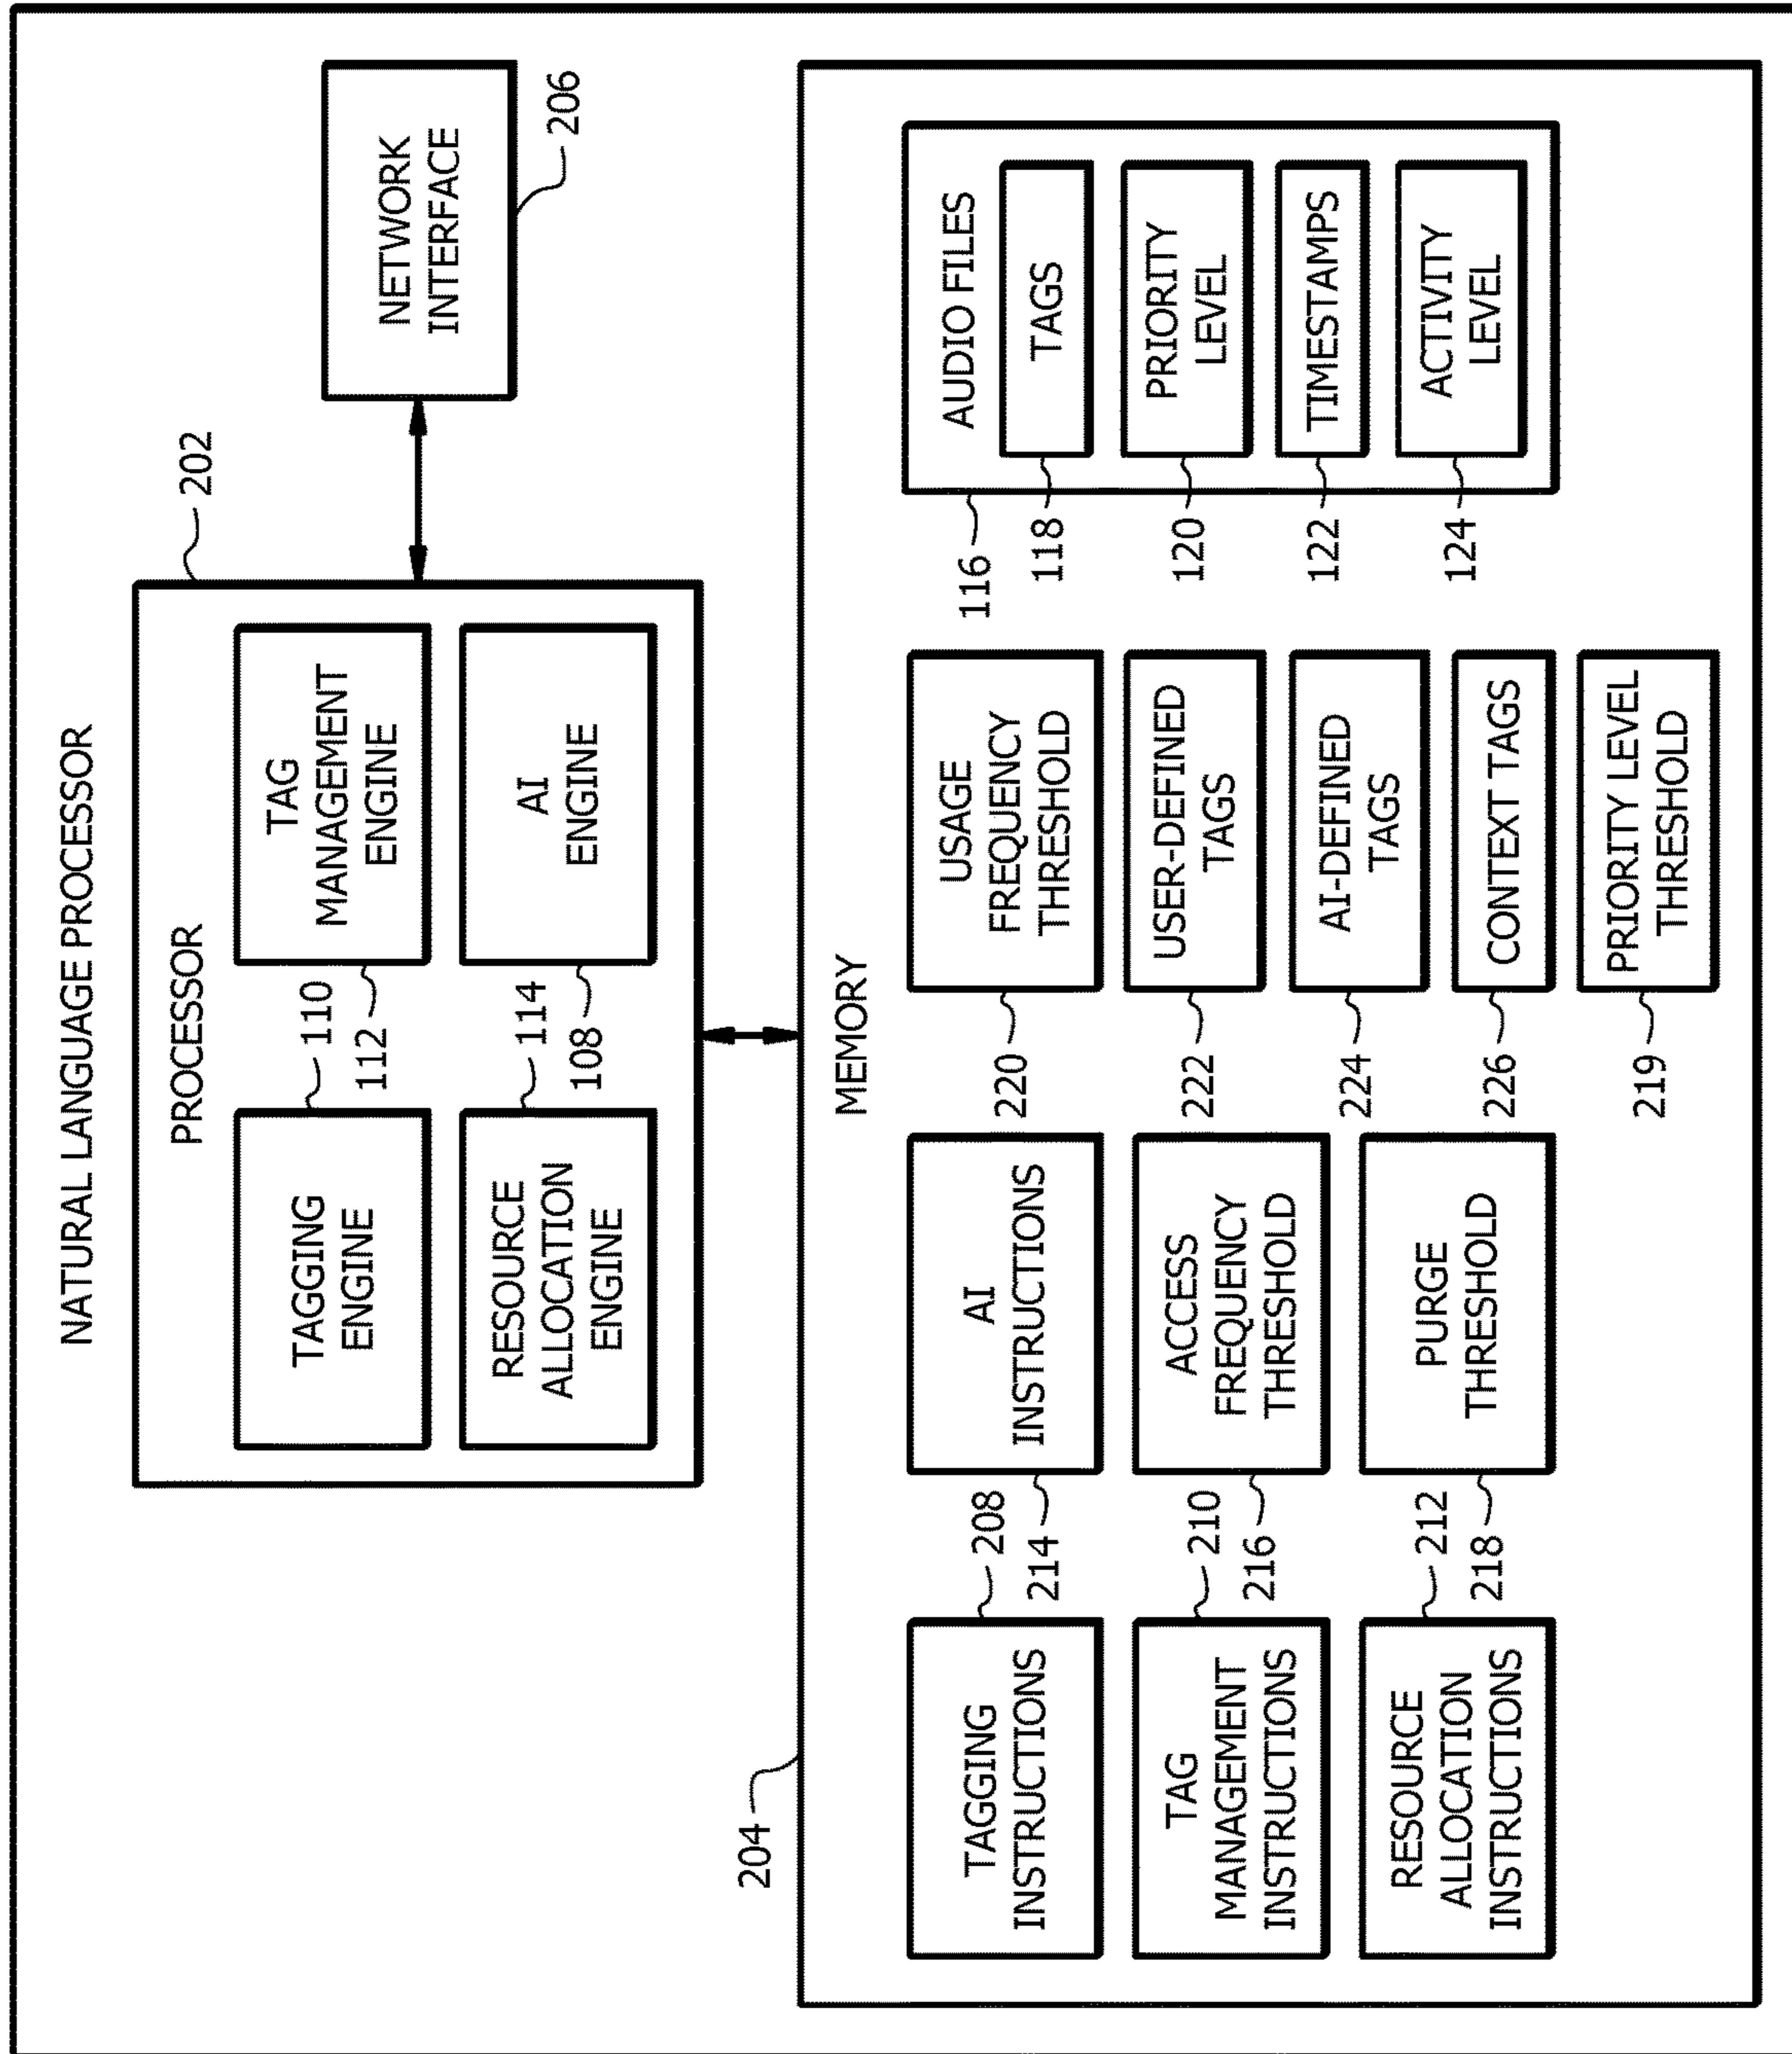 NATURAL LANGUAGE PROCESSOR
PROCESSOR
202
TAGGING
ENGINE
110
112
TAG
MANAGEMENT
ENGINE
RESOURCE
ALLOCATION
ENGINE
114
108
AI
ENGINE
NETWORK
INTERFACE
206
204
MEMORY
TAGGING
INSTRUCTIONS
208
214
AI
INSTRUCTIONS
TAG
MANAGEMENT
INSTRUCTIONS
210
216
ACCESS
FREQUENCY
THRESHOLD
RESOURCE
ALLOCATION
INSTRUCTIONS
212
218
PURGE
THRESHOLD
220
USAGE
FREQUENCY
THRESHOLD
222
USER-DEFINED
TAGS
224
AI-DEFINED
TAGS
226
CONTEXT TAGS
219
PRIORITY LEVEL
THRESHOLD
116
AUDIO FILES
118
TAGS
120
PRIORITY
LEVEL
122
TIMESTAMPS
124
ACTIVITY
LEVEL